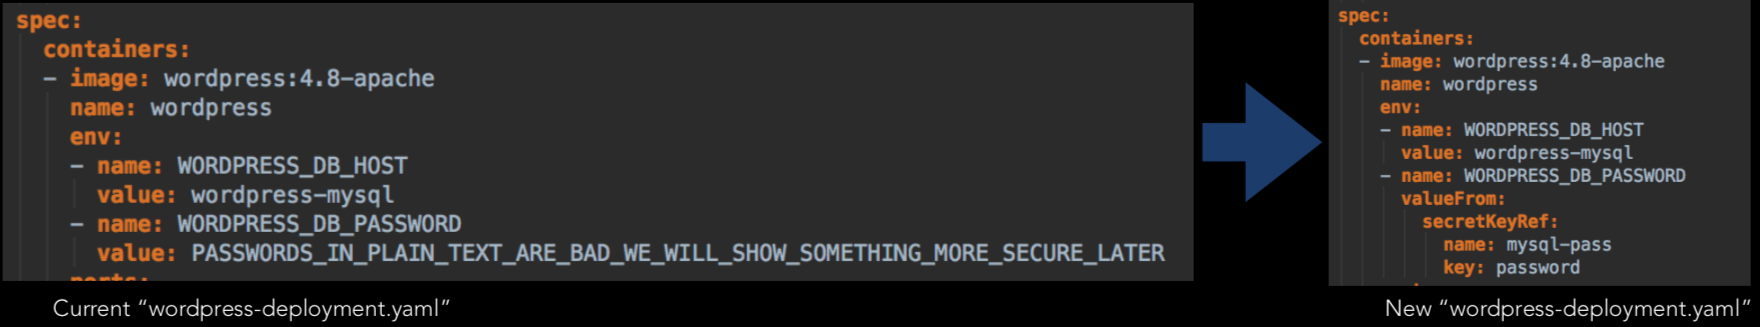 spec:
containers:
- image: wordpress:4.8-apache
name: wordpress
env:
- name: WORDPRESS_DB_HOST
value: wordpress-mysql
- name: WORDPRESS_DB_PASSWORD
value: PASSWORDS_IN_PLAIN_TEXT_ARE_BAD_WE_WILL_SHOW_SOMETHING_MORE_SECURE_LATER
ports:
Current “wordpress-deployment.yaml”
spec:
containers:
- image: wordpress:4.8-apache
name: wordpress
env:
- name: WORDPRESS_DB_HOST
value: wordpress-mysql
- name: WORDPRESS_DB_PASSWORD
valueFrom:
secretKeyRef:
name: mysql-pass
key: password
New “wordpress-deployment.yaml”